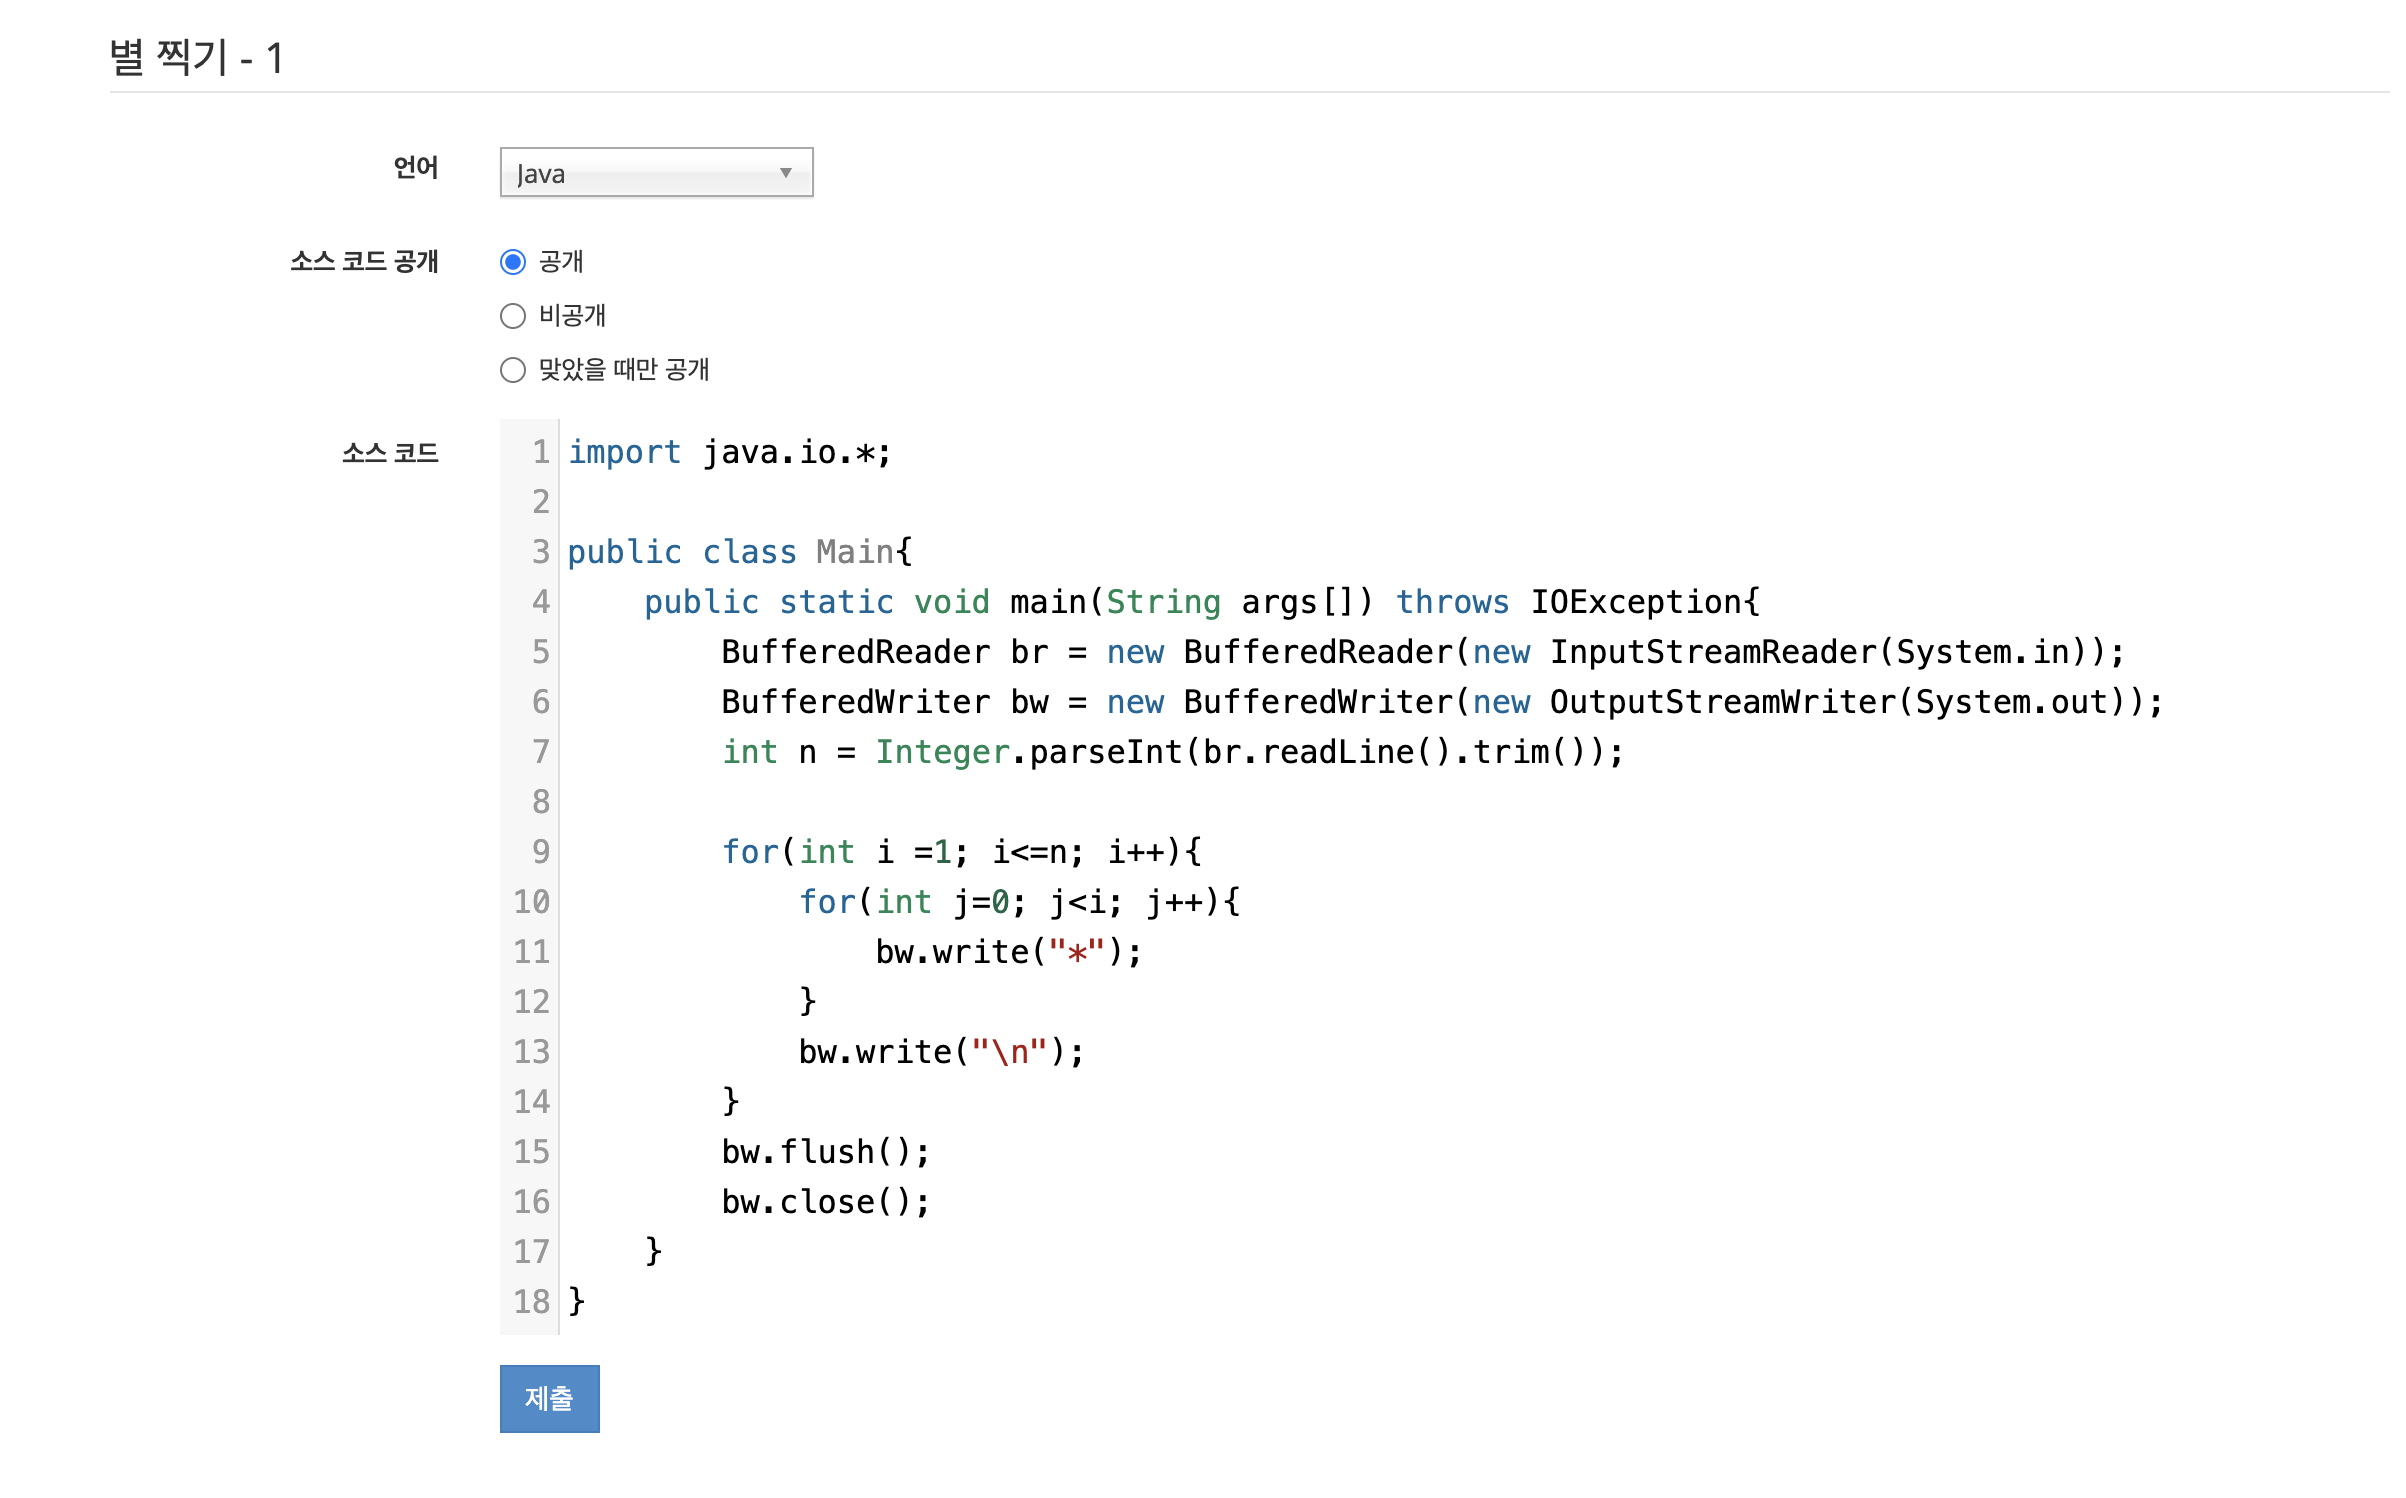 별 찍기 - 1
언어 Java
소스 코드 공개 공개
비공개
맞았을 때만 공개
소스 코드
1 import java.io.*;
2
3 public class Main{
4     public static void main(String args[]) throws IOException{
5         BufferedReader br = new BufferedReader(new InputStreamReader(System.in));
6         BufferedWriter bw = new BufferedWriter(new OutputStreamWriter(System.out));
7         int n = Integer.parseInt(br.readLine().trim());
8
9         for(int i =1; i<=n; i++){
10             for(int j=0; j<i; j++){
11                 bw.write("*");
12             }
13             bw.write("\n");
14         }
15         bw.flush();
16         bw.close();
17     }
18 }
제출